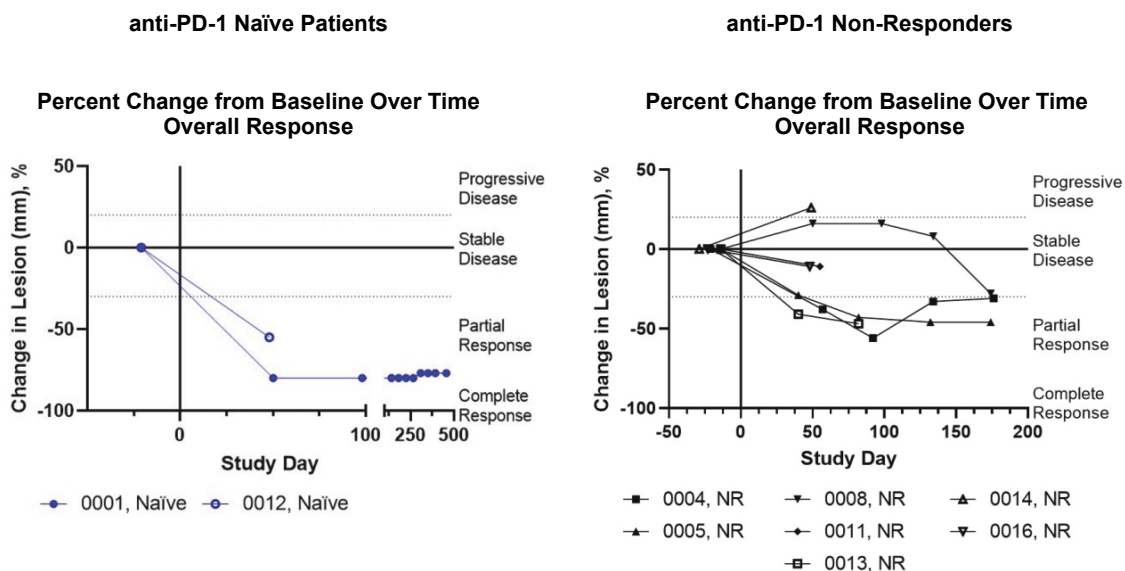 anti-PD-1 Naïve Patients
Percent Change from Baseline Over Time
Overall Response
50
0
-50
-100
Change in Lesion (mm), %
Progressive
Disease
Stable
Disease
Partial
Response
Complete
Response
0
100
250
500
Study Day
0001, Naïve
0012, Naïve
anti-PD-1 Non-Responders
Percent Change from Baseline Over Time
Overall Response
50
0
-50
-100
Change in Lesion (mm), %
Progressive
Disease
Stable
Disease
Partial
Response
Complete
Response
-50
0
50
100
150
200
Study Day
0004, NR
0008, NR
0014, NR
0005, NR
0011, NR
0016, NR
0013, NR